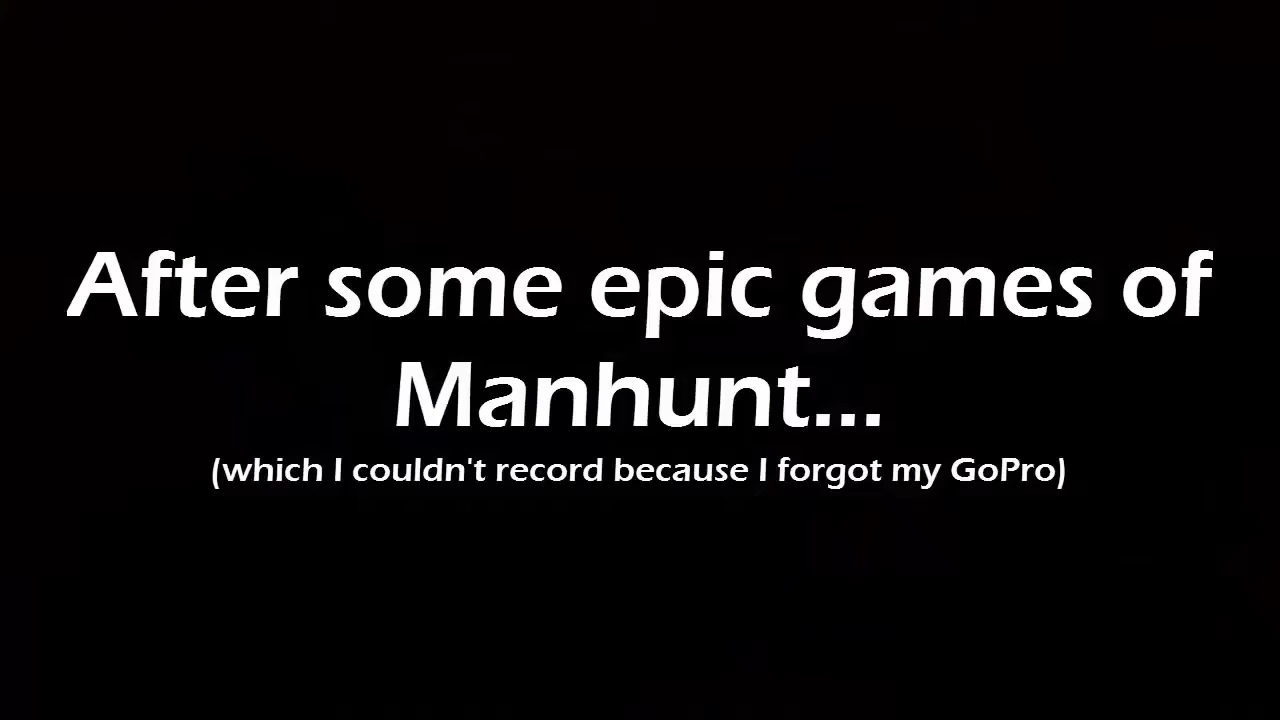 After some epic games of
Manhunt...
(which I couldn't record because I forgot my GoPro)